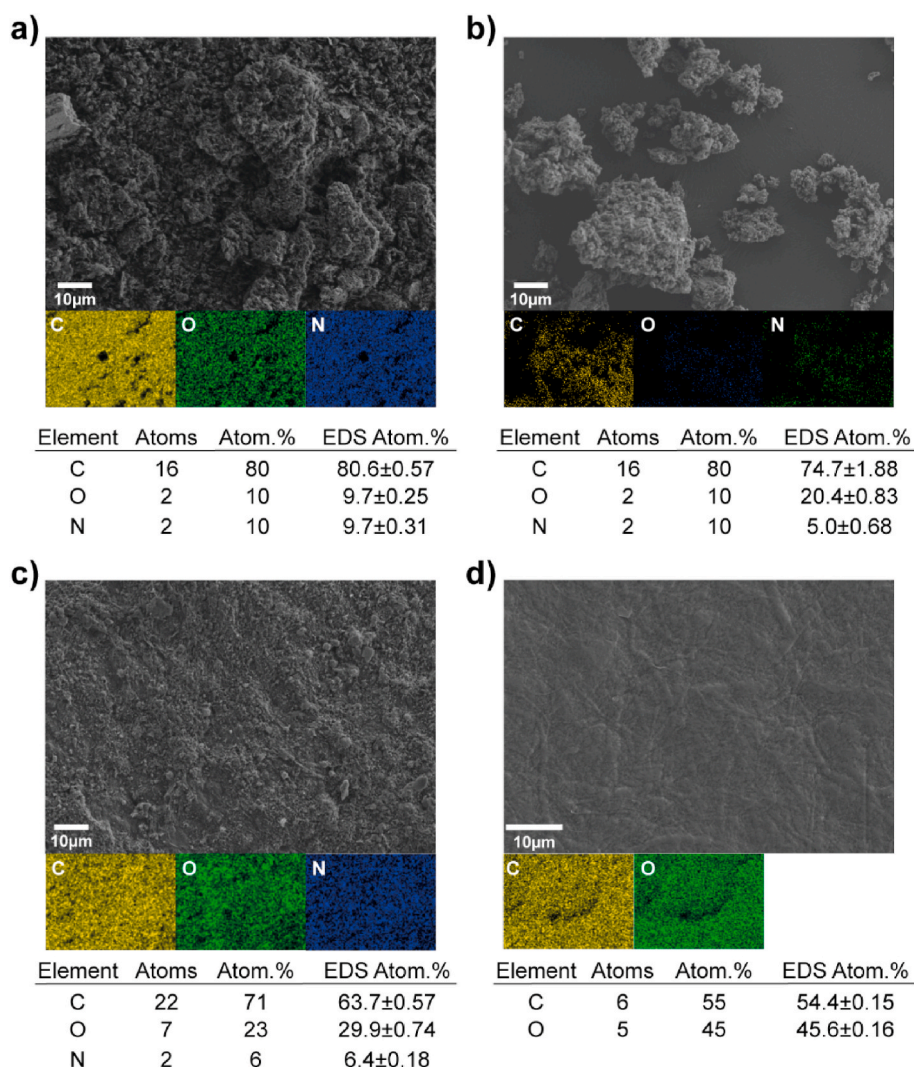 a)
10μm
C O N
Element Atoms Atom.% EDS Atom.%
C 16 80 80.6±0.57
O 2 10 9.7±0.25
N 2 10 9.7±0.31
b)
10μm
C O N
Element Atoms Atom.% EDS Atom.%
C 16 80 74.7±1.88
O 2 10 20.4±0.83
N 2 10 5.0±0.68
c)
10μm
C O N
Element Atoms Atom.% EDS Atom.%
C 22 71 63.7±0.57
O 7 23 29.9±0.74
N 2 6 6.4±0.18
d)
10μm
C O
Element Atoms Atom.% EDS Atom.%
C 6 55 54.4±0.15
O 5 45 45.6±0.16